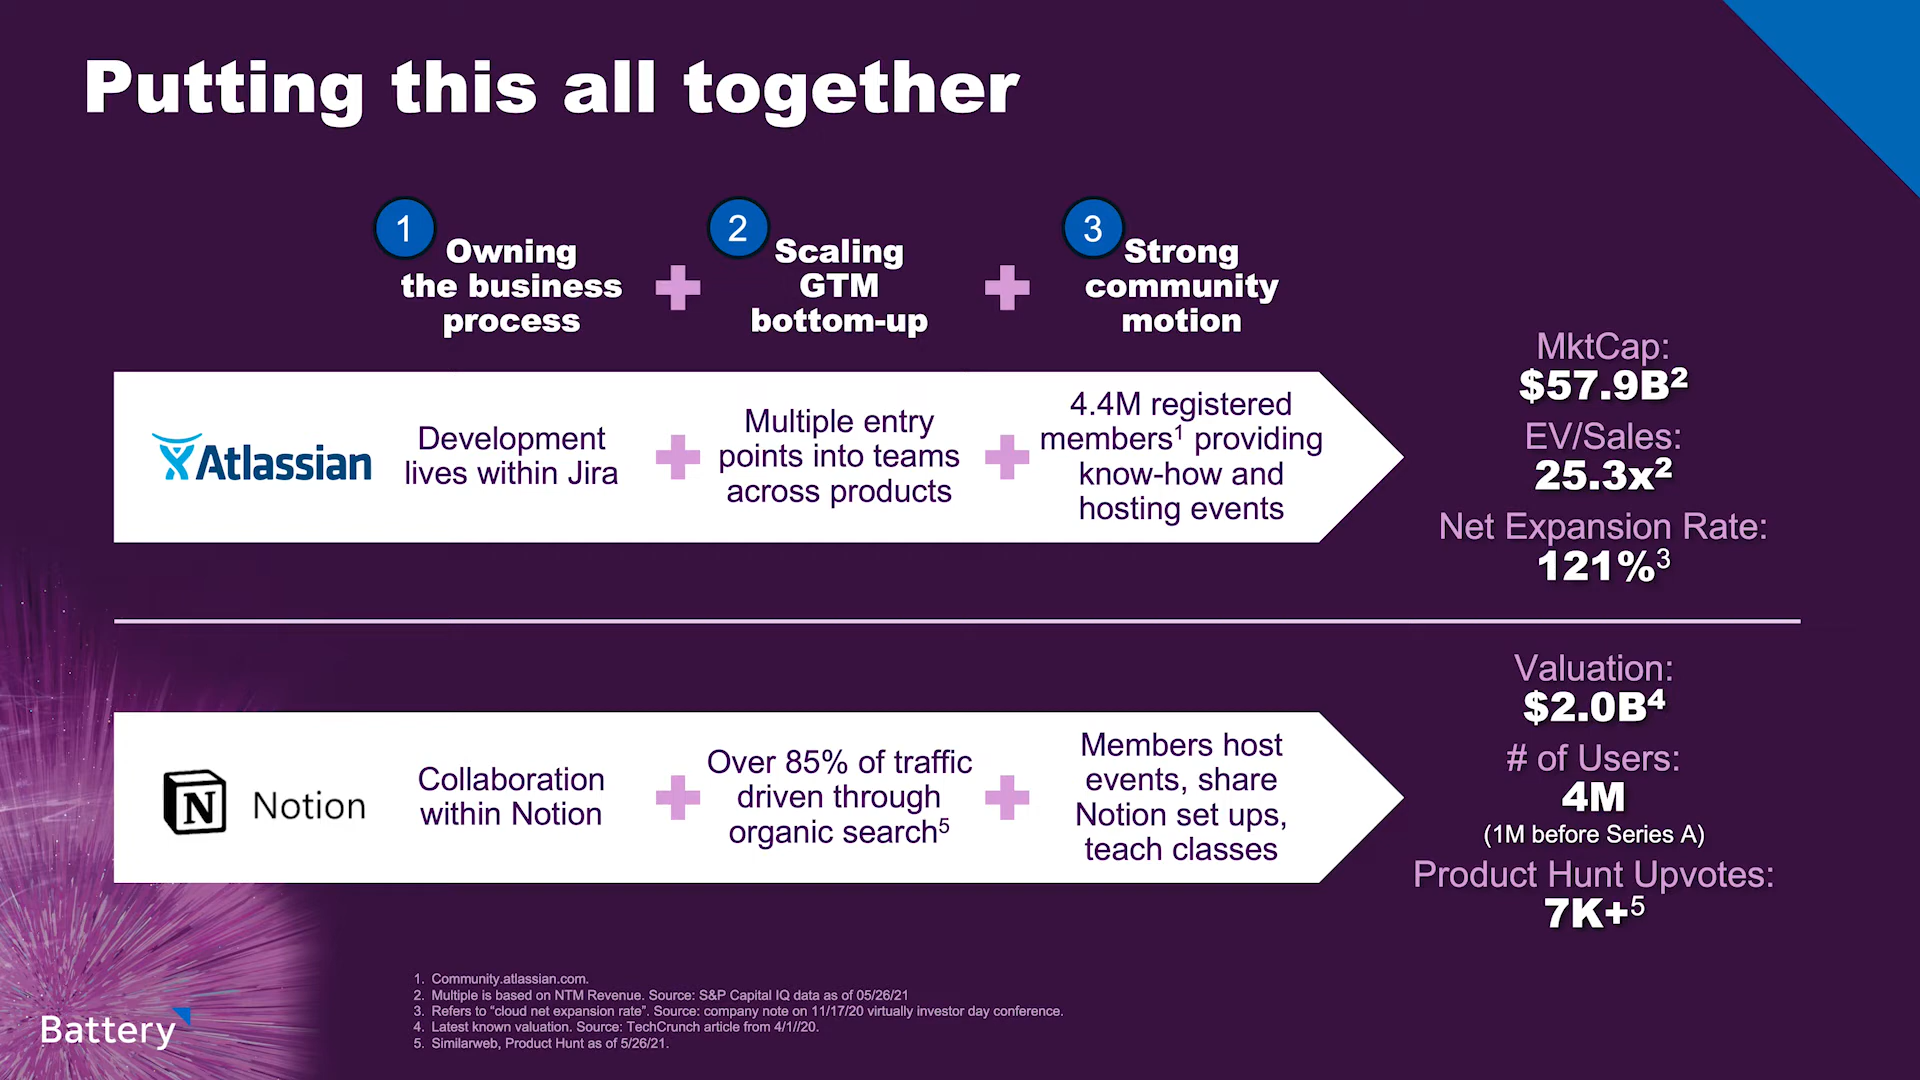 Putting this all together
1
Owning
the business
process
2
Scaling
GTM
bottom-up
3
Strong
community
motion
Atlassian
Development
lives within Jira
Multiple entry
points into teams
across products
4.4M registered
members1 providing
know-how and
hosting events
MktCap:
$57.9B2
EV/Sales:
25.3x2
Net Expansion Rate:
121%3
N Notion
Collaboration
within Notion
Over 85% of traffic
driven through
organic search5
Members host
events, share
Notion set ups,
teach classes
Valuation:
$2.0B4
# of Users:
4M
(1M before Series A)
Product Hunt Upvotes:
7K+5
1. Community.atlassian.com.
2. Multiple is based on NTM Revenue. Source: S&P Capital IQ data as of 05/26/21
3. Refers to “cloud net expansion rate”. Source: company note on 11/17/20 virtually investor day conference.
4. Latest known valuation. Source: TechCrunch article from 4/1//20.
5. Similarweb, Product Hunt as of 5/26/21.
Battery